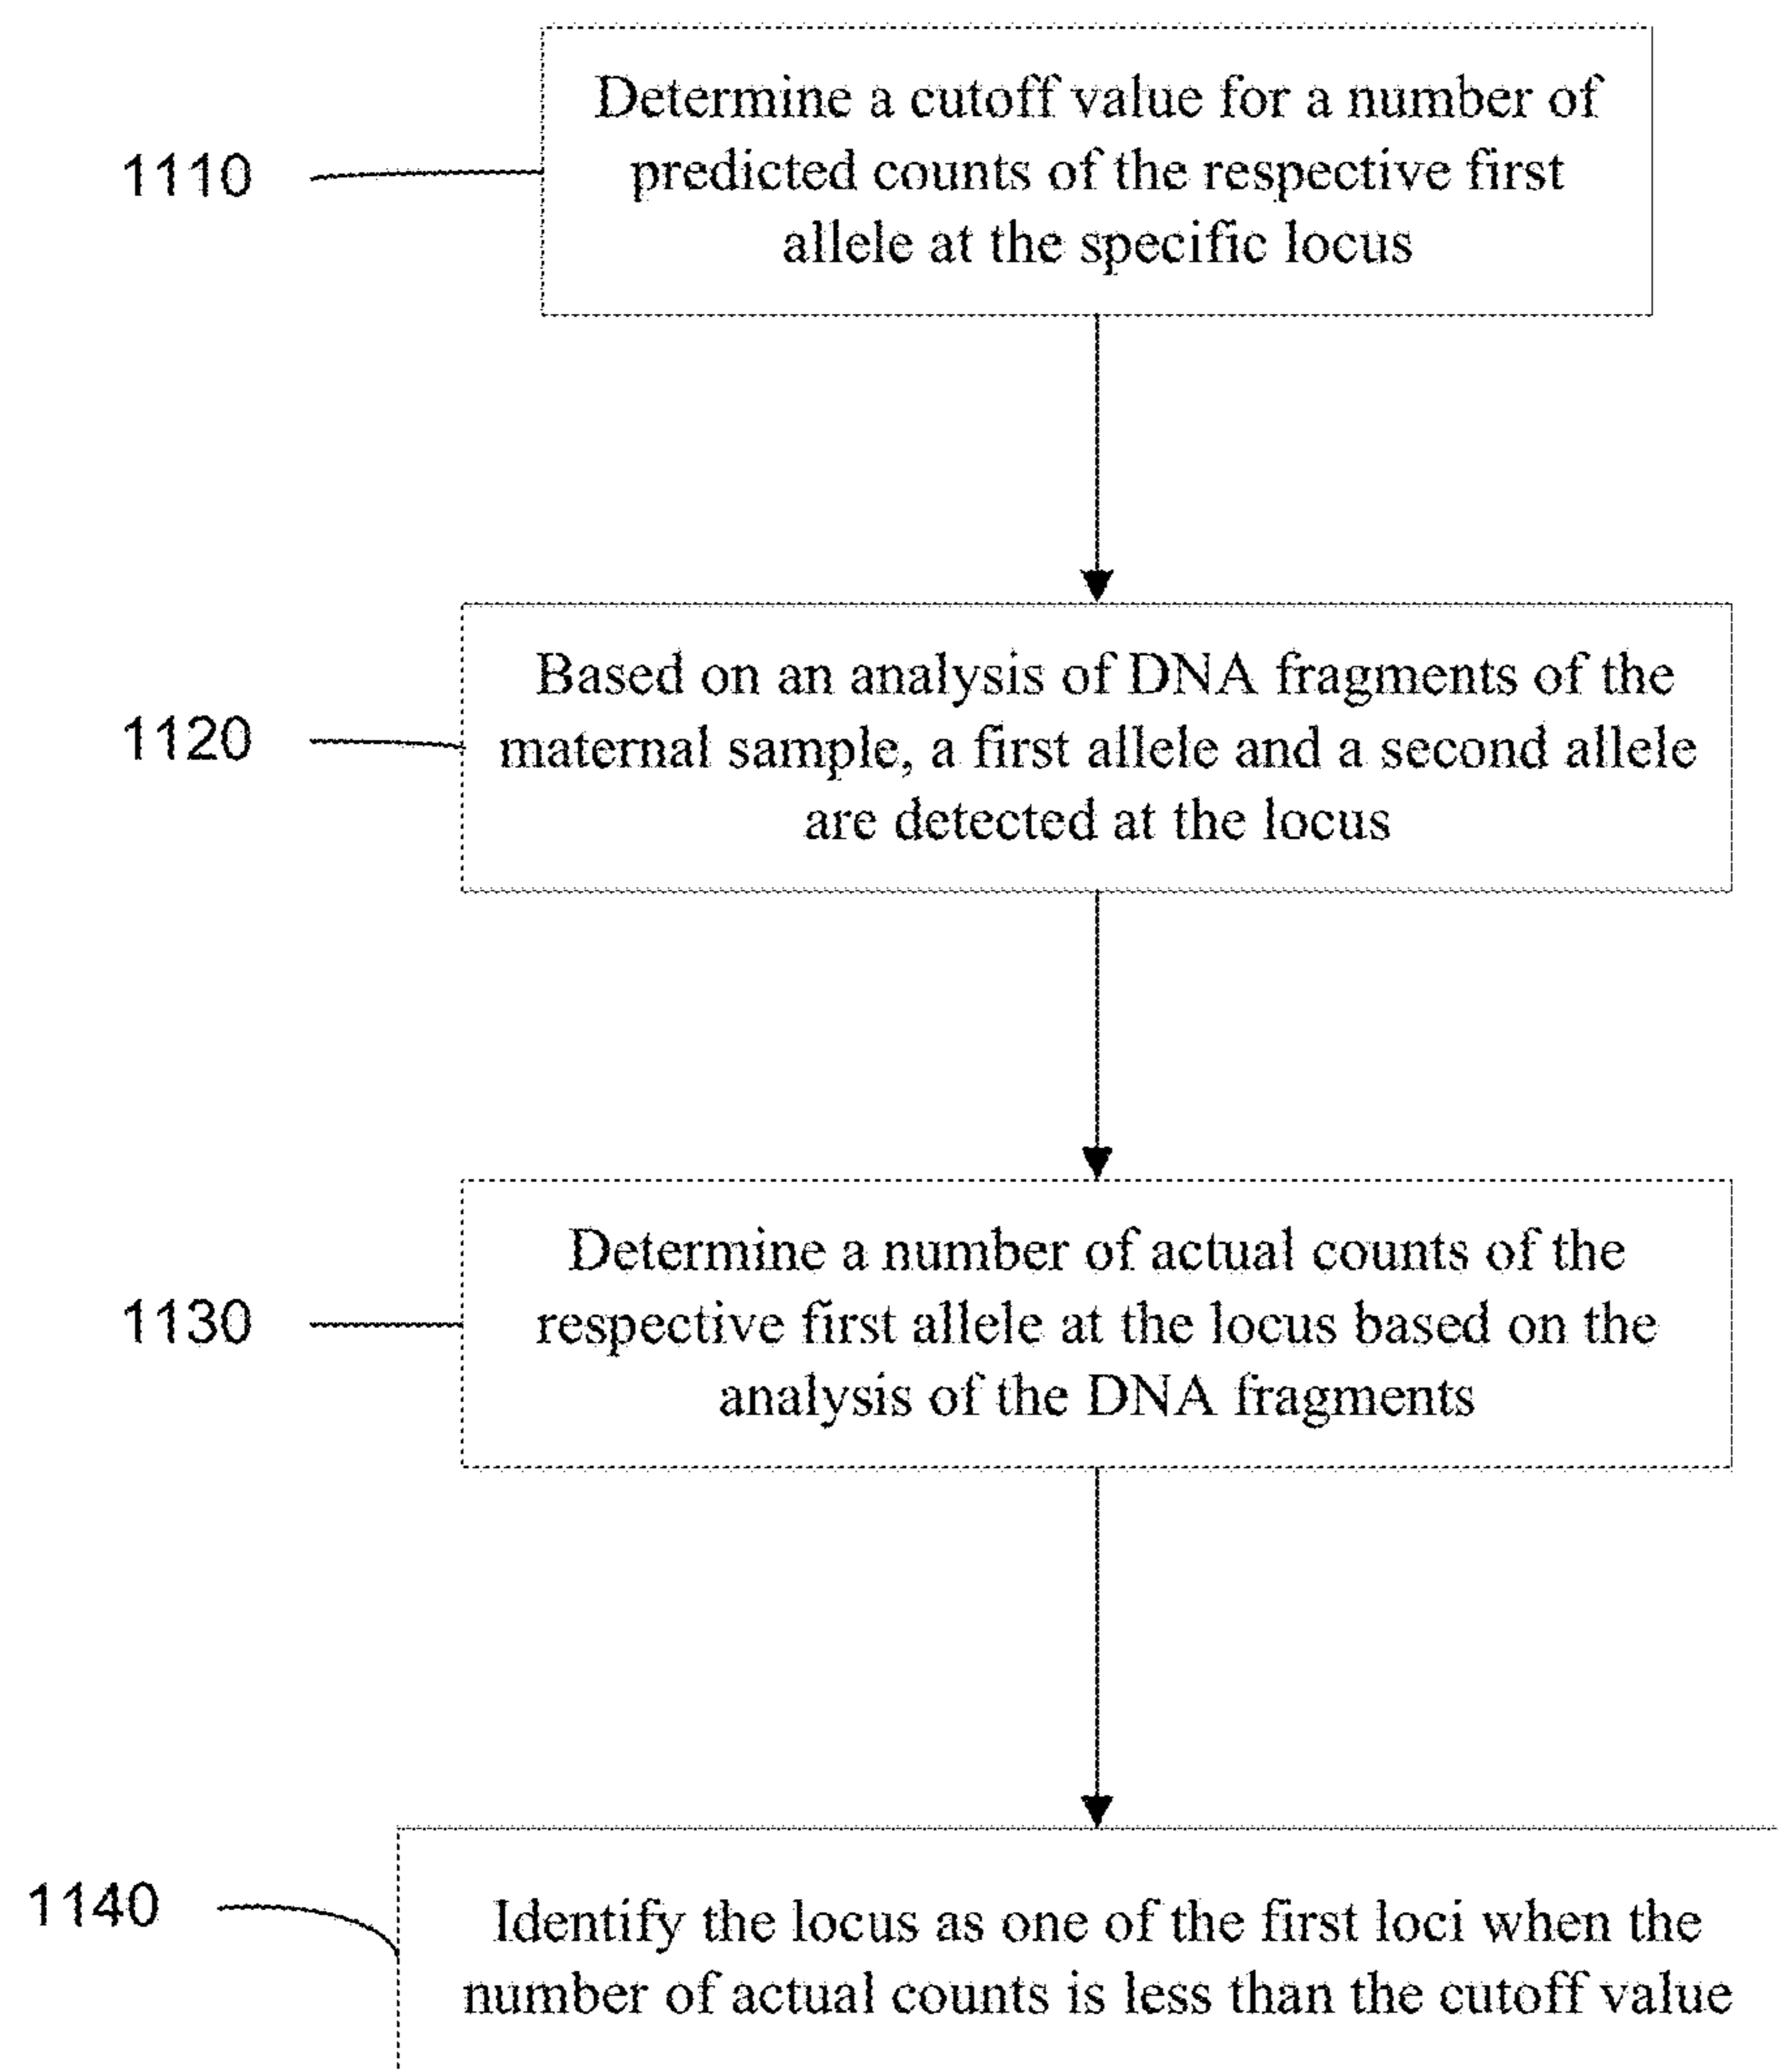 Determine a cutoff value for a number of
predicted counts of the respective first
allele at the specific locus
1110
Based on an analysis of DNA fragments of the
maternal sample, a first allele and a second allele
are detected at the locus
1120
Determine a number of actual counts of the
respective first allele at the locus based on the
analysis of the DNA fragments
1130
Identify the locus as one of the first loci when the
number of actual counts is less than the cutoff value
1140